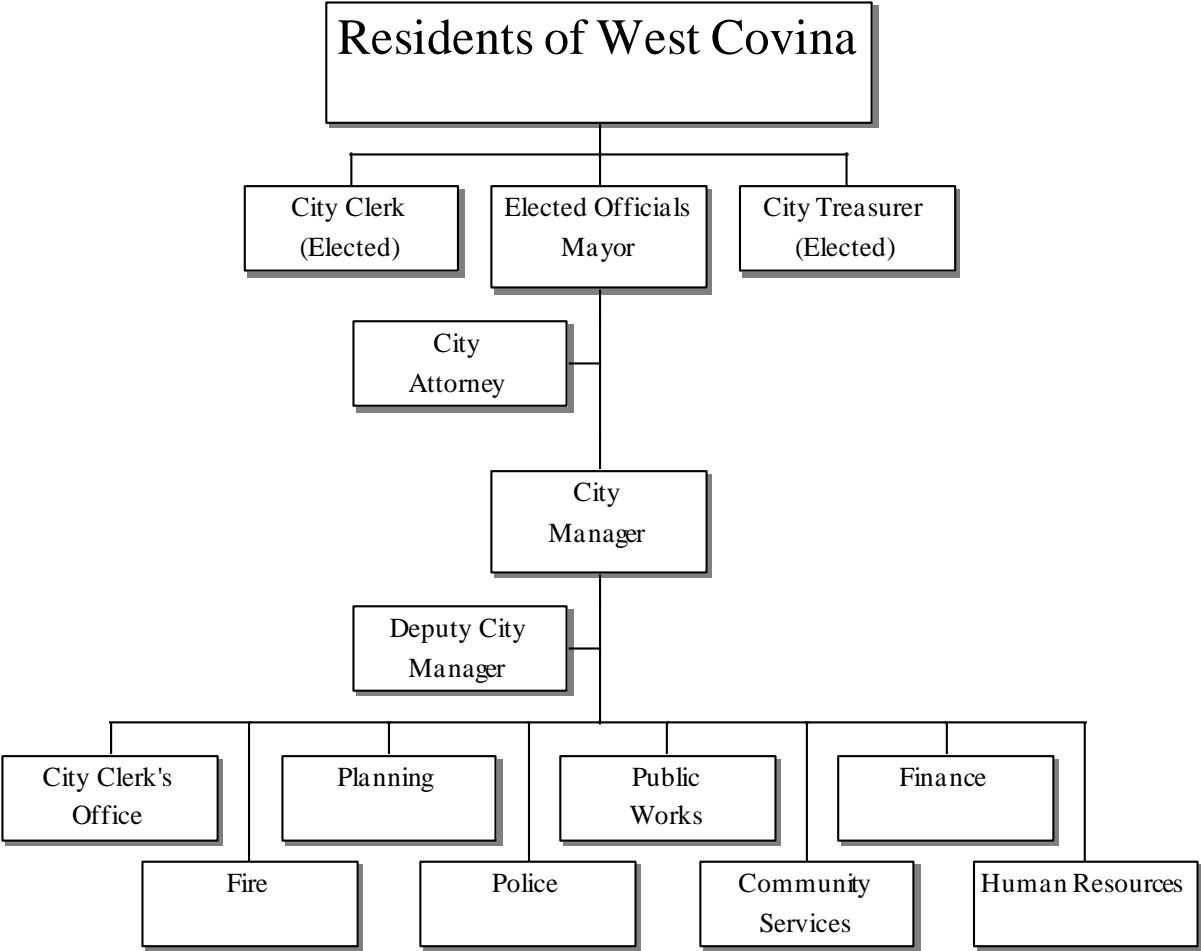 Residents of West Covina
City Clerk
(Elected)
Elected Officials
Mayor
City Treasurer
(Elected)
City
Attorney
City
Manager
Deputy City
Manager
City Clerk's
Office
Planning
Public
Works
Finance
Fire
Police
Community
Services
Human Resources